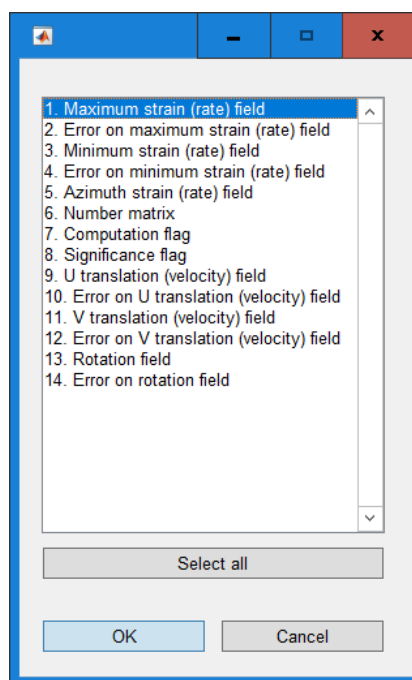 1. Maximum strain (rate) field
2. Error on maximum strain (rate) field
3. Minimum strain (rate) field
4. Error on minimum strain (rate) field
5. Azimuth strain (rate) field
6. Number matrix
7. Computation flag
8. Significance flag
9. U translation (velocity) field
10. Error on U translation (velocity) field
11. V translation (velocity) field
12. Error on V translation (velocity) field
13. Rotation field
14. Error on rotation field
Select all
OK Cancel